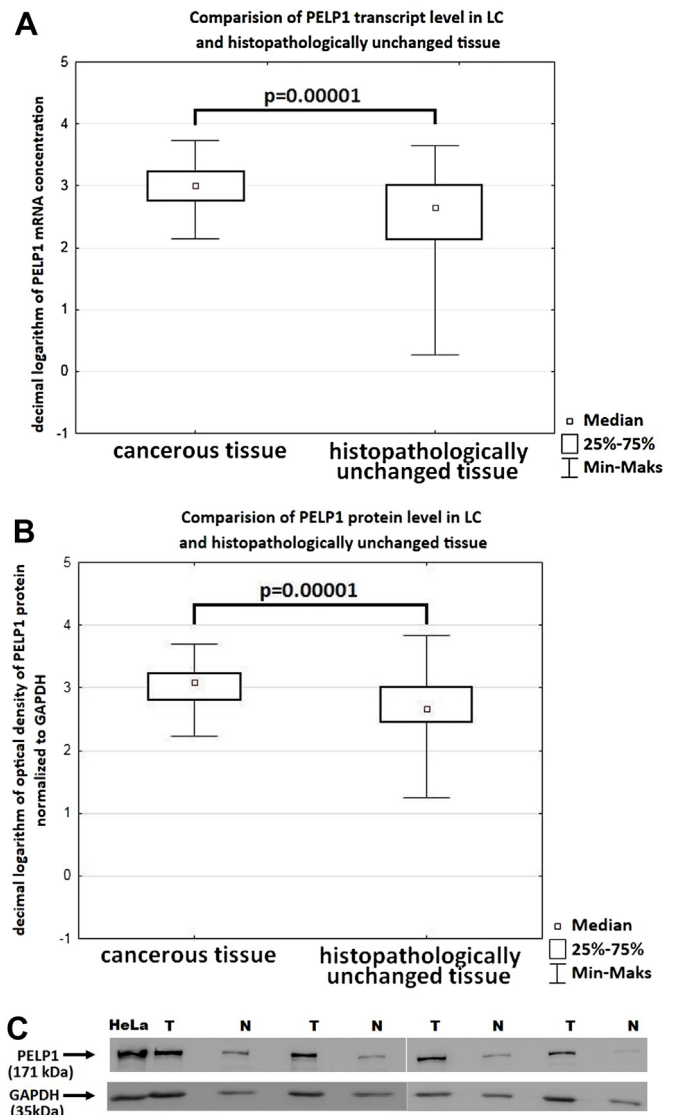 A
Comparision of PELP1 transcript level in LC
and histopathologically unchanged tissue
decimal logarithm of PELP1 mRNA concentration
5
4
3
2
1
0
-1
p=0.00001
cancerous tissue
histopathologically
unchanged tissue
Median
25%-75%
Min-Maks
B
Comparision of PELP1 protein level in LC
and histopathologically unchanged tissue
decimal logarithm of optical density of PELP1 protein
normalized to GAPDH
5
4
3
2
1
0
-1
p=0.00001
cancerous tissue
histopathologically
unchanged tissue
Median
25%-75%
Min-Maks
C
HeLa T N T N T N T N
PELP1
(171 kDa)
GAPDH
(35kDa)